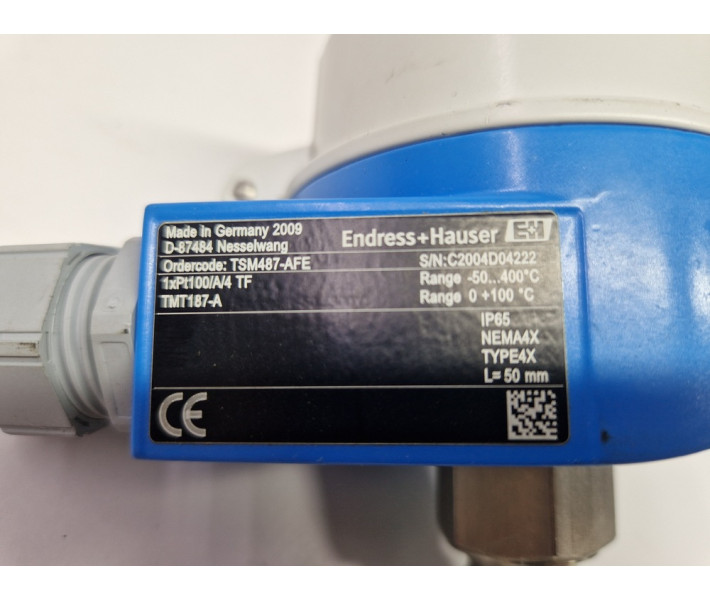 Made in Germany 2009
D-87484 Nesselwang
Endress+Hauser E+H
Ordercode: TSM487-AFE S/N:C2004D04222
1xPt100/A/4 TF Range -50...400°C
TMT187-A Range 0 +100 °C
IP65
NEMA4X
TYPE4X
L= 50 mm
CE